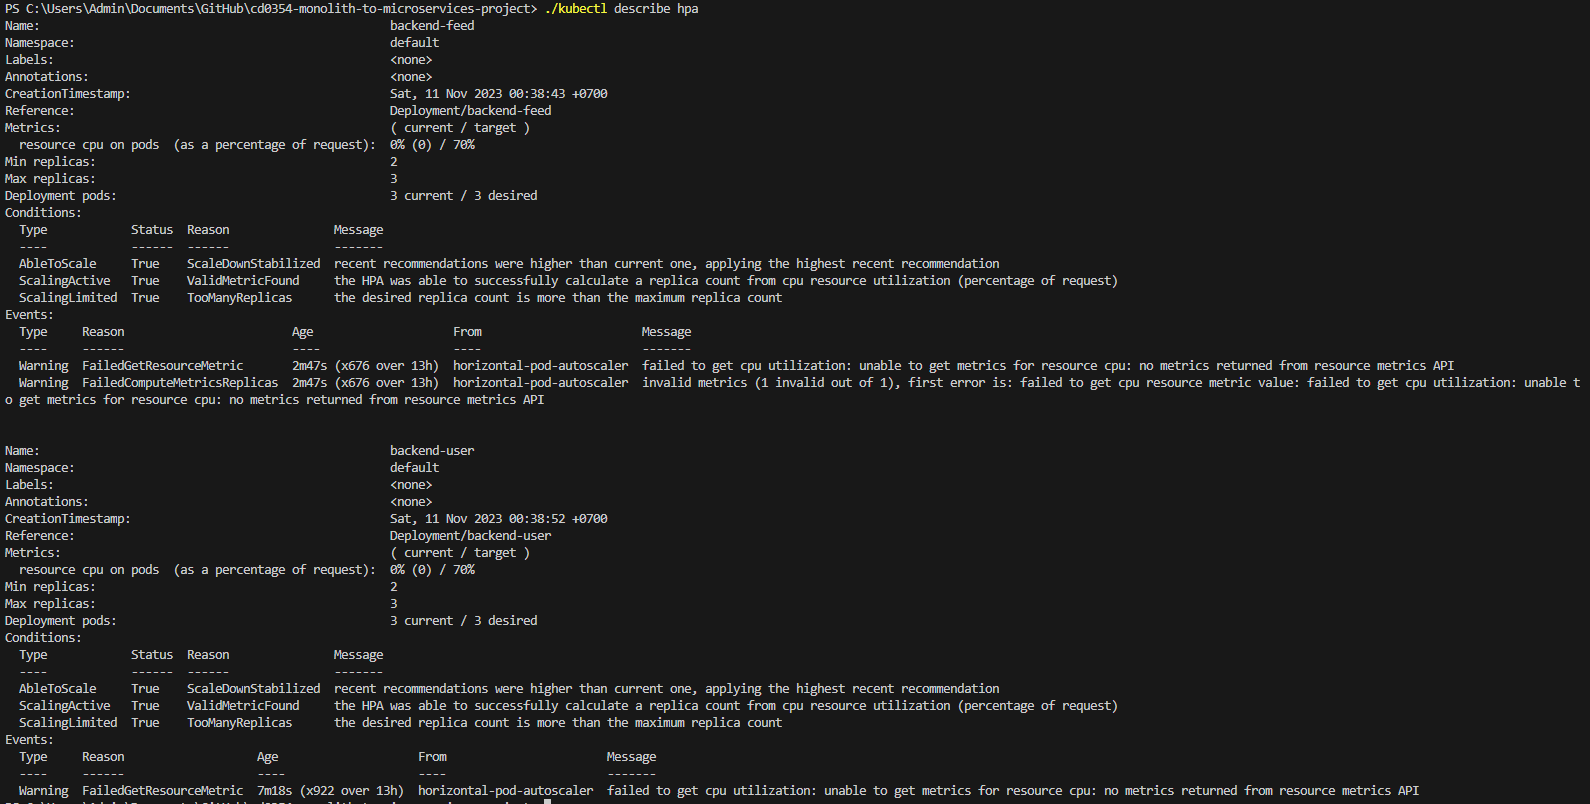 PS C:\Users\Admin\Documents\GitHub\cd0354-monolith-to-microservices-project> ./kubectl describe hpa
Name: backend-feed
Namespace: default
Labels: <none>
Annotations: <none>
CreationTimestamp: Sat, 11 Nov 2023 00:38:43 +0700
Reference: Deployment/backend-feed
Metrics: ( current / target )
resource cpu on pods (as a percentage of request): 0% (0) / 70%
Min replicas: 2
Max replicas: 3
Deployment pods: 3 current / 3 desired
Conditions:
Type Status Reason Message
---- ------ ------ -------
AbleToScale True ScaleDownStabilized recent recommendations were higher than current one, applying the highest recent recommendation
ScalingActive True ValidMetricFound the HPA was able to successfully calculate a replica count from cpu resource utilization (percentage of request)
ScalingLimited True TooManyReplicas the desired replica count is more than the maximum replica count
Events:
Type Reason Age From Message
---- ------ ---- ---- -------
Warning FailedGetResourceMetric 2m47s (x676 over 13h) horizontal-pod-autoscaler failed to get cpu utilization: unable to get metrics for resource cpu: no metrics returned from resource metrics API
Warning FailedComputeMetricsReplicas 2m47s (x676 over 13h) horizontal-pod-autoscaler invalid metrics (1 invalid out of 1), first error is: failed to get cpu resource metric value: failed to get cpu utilization: unable t
o get metrics for resource cpu: no metrics returned from resource metrics API
Name: backend-user
Namespace: default
Labels: <none>
Annotations: <none>
CreationTimestamp: Sat, 11 Nov 2023 00:38:52 +0700
Reference: Deployment/backend-user
Metrics: ( current / target )
resource cpu on pods (as a percentage of request): 0% (0) / 70%
Min replicas: 2
Max replicas: 3
Deployment pods: 3 current / 3 desired
Conditions:
Type Status Reason Message
---- ------ ------ -------
AbleToScale True ScaleDownStabilized recent recommendations were higher than current one, applying the highest recent recommendation
ScalingActive True ValidMetricFound the HPA was able to successfully calculate a replica count from cpu resource utilization (percentage of request)
ScalingLimited True TooManyReplicas the desired replica count is more than the maximum replica count
Events:
Type Reason Age From Message
---- ------ ---- ---- -------
Warning FailedGetResourceMetric 7m18s (x922 over 13h) horizontal-pod-autoscaler failed to get cpu utilization: unable to get metrics for resource cpu: no metrics returned from resource metrics API